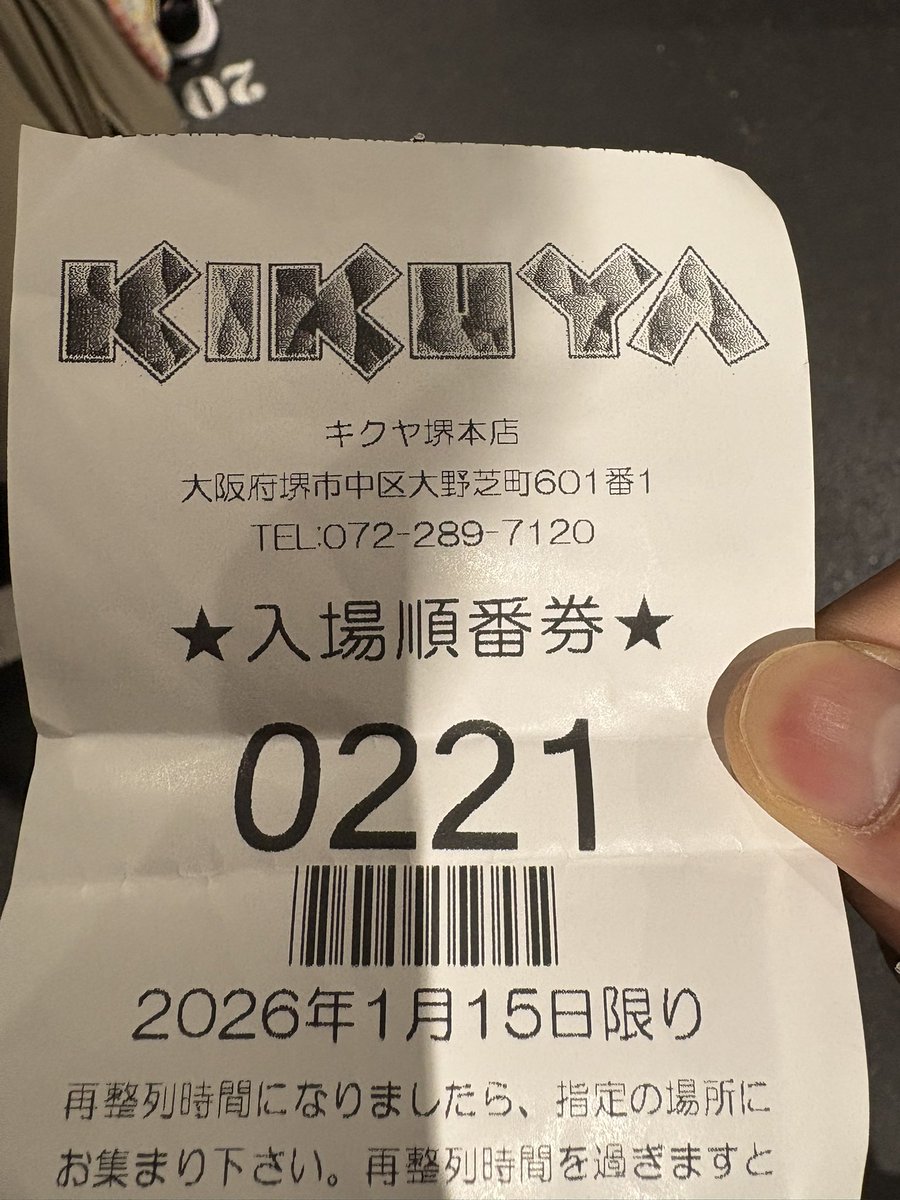 20
KIKUYA
キクヤ堺本店
大阪府堺市中区大野芝町601番1
TEL:072-289-7120
★入場順番券★
0221
2026年1月15日限り
再整列時間になりましたら、指定の場所に
お集まり下さい。再整列時間を過ぎますと